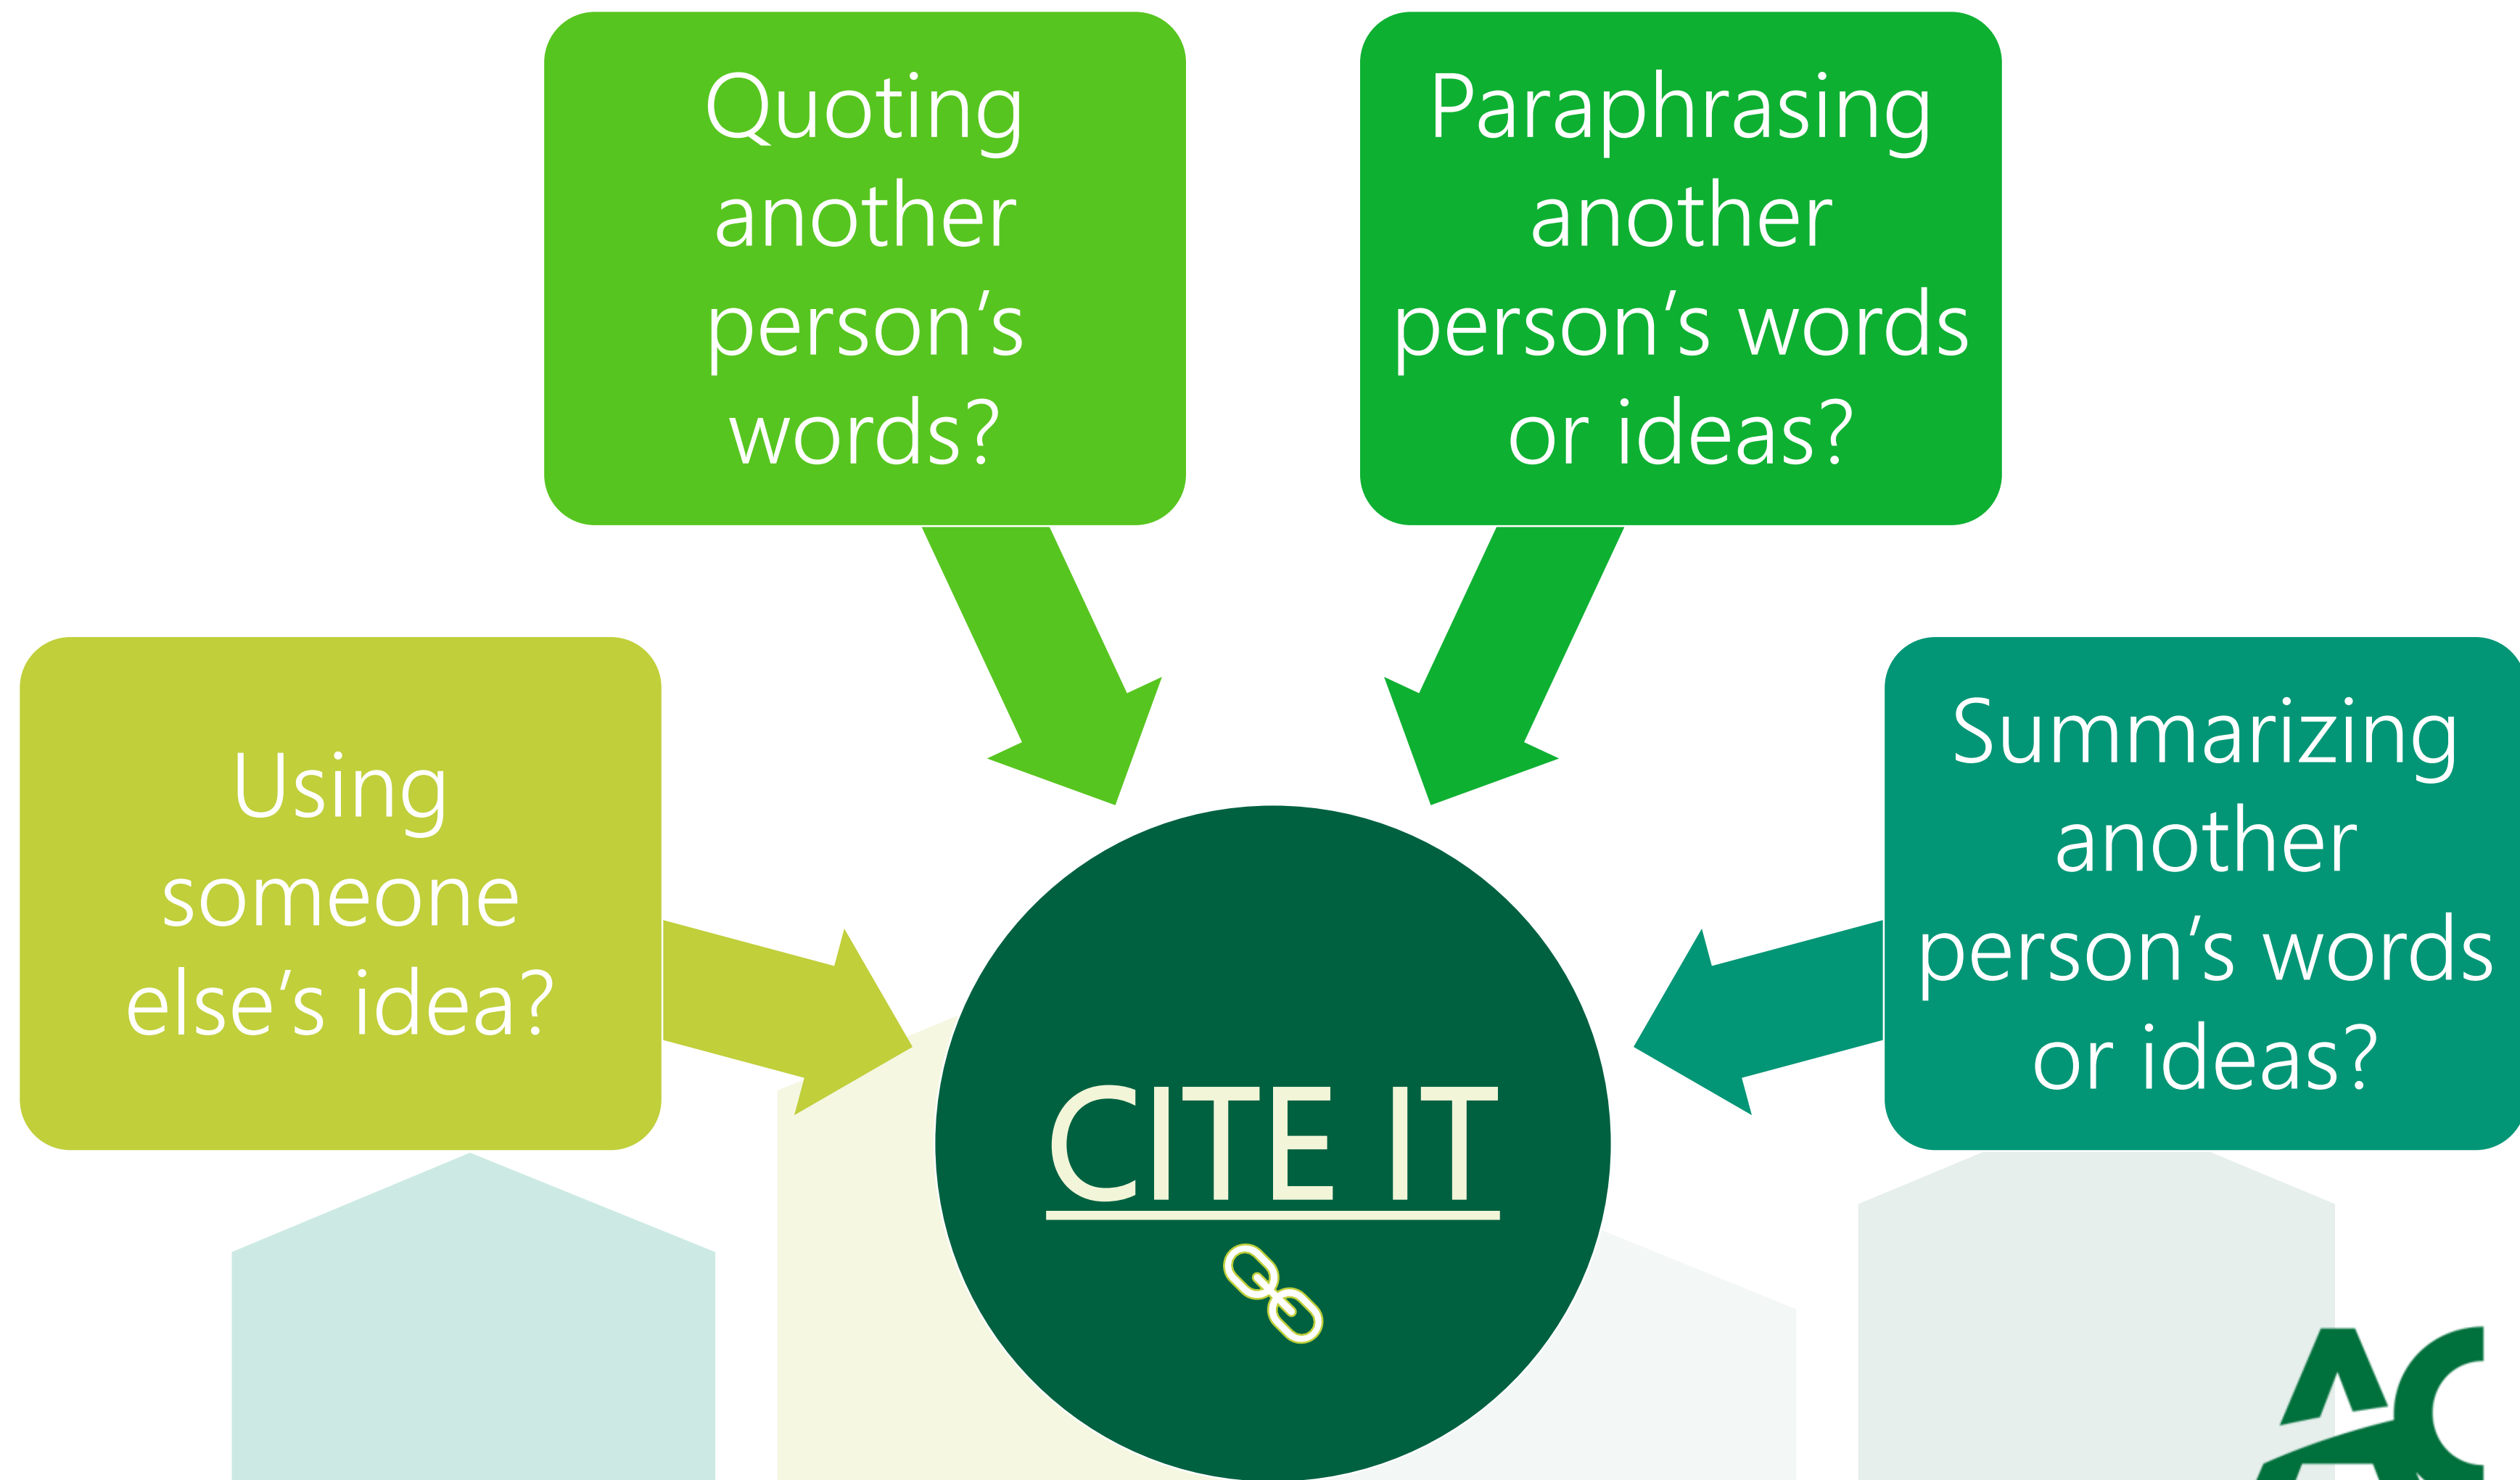 Quoting
another
person's
words?
Paraphrasing
another
person's words
or ideas?
Using
someone
else's idea?
Summarizing
another
person's words
or ideas?
CITE IT
AC